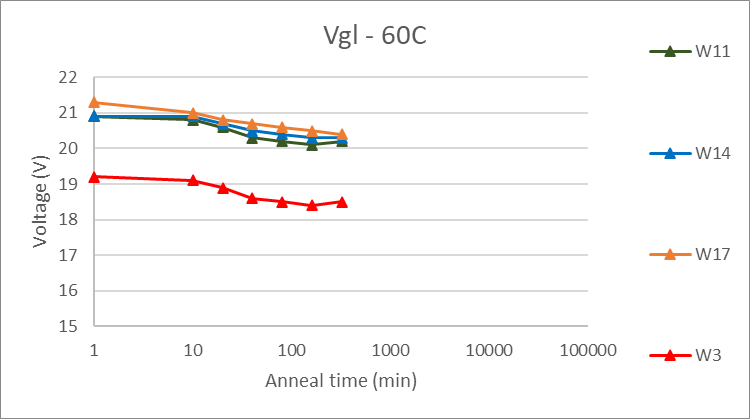 Vgl - 60C
W11
W14
W17
W3
Voltage (V)
22
21
20
19
18
17
16
15
1 10 100 1000 10000 100000
Anneal time (min)